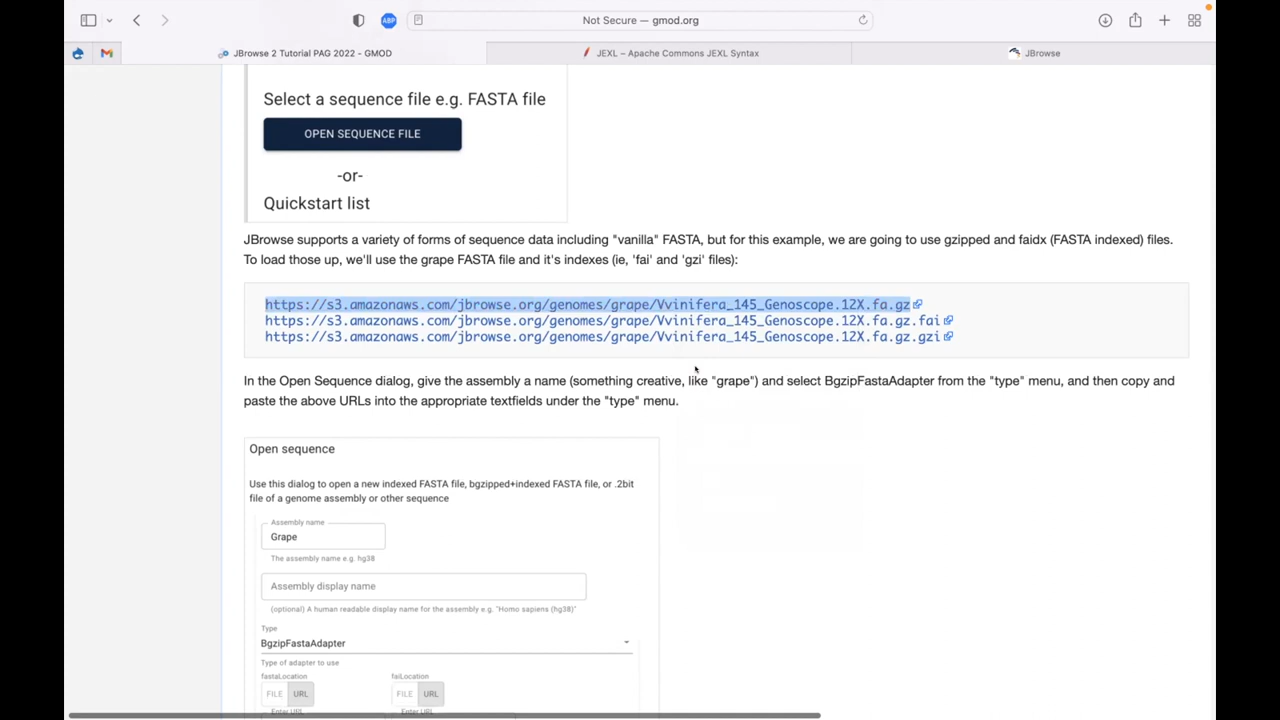 Not Secure — gmod.org
JBrowse 2 Tutorial PAG 2022 - GMOD
JEXL – Apache Commons JEXL Syntax
JBrowse
Select a sequence file e.g. FASTA file
OPEN SEQUENCE FILE
-or-
Quickstart list
JBrowse supports a variety of forms of sequence data including "vanilla" FASTA, but for this example, we are going to use gzipped and faidx (FASTA indexed) files.
To load those up, we'll use the grape FASTA file and it's indexes (ie, 'fai' and 'gzi' files):
https://s3.amazonaws.com/jbrowse.org/genomes/grape/Vvinifera_145_Genoscope.12X.fa.gz
https://s3.amazonaws.com/jbrowse.org/genomes/grape/Vvinifera_145_Genoscope.12X.fa.gz.fai
https://s3.amazonaws.com/jbrowse.org/genomes/grape/Vvinifera_145_Genoscope.12X.fa.gz.gzi
In the Open Sequence dialog, give the assembly a name (something creative, like "grape") and select BgzipFastaAdapter from the "type" menu, and then copy and
paste the above URLs into the appropriate textfields under the "type" menu.
Open sequence
Use this dialog to open a new indexed FASTA file, bgzipped+indexed FASTA file, or .2bit
file of a genome assembly or other sequence
Assembly name
Grape
The assembly name e.g. hg38
Assembly display name
(optional) A human readable display name for the assembly e.g. "Homo sapiens (hg38)"
Type
BgzipFastaAdapter
Type of adapter to use
fastaLocation faiLocation
FILE URL FILE URL
Enter URL Enter URL
ABP